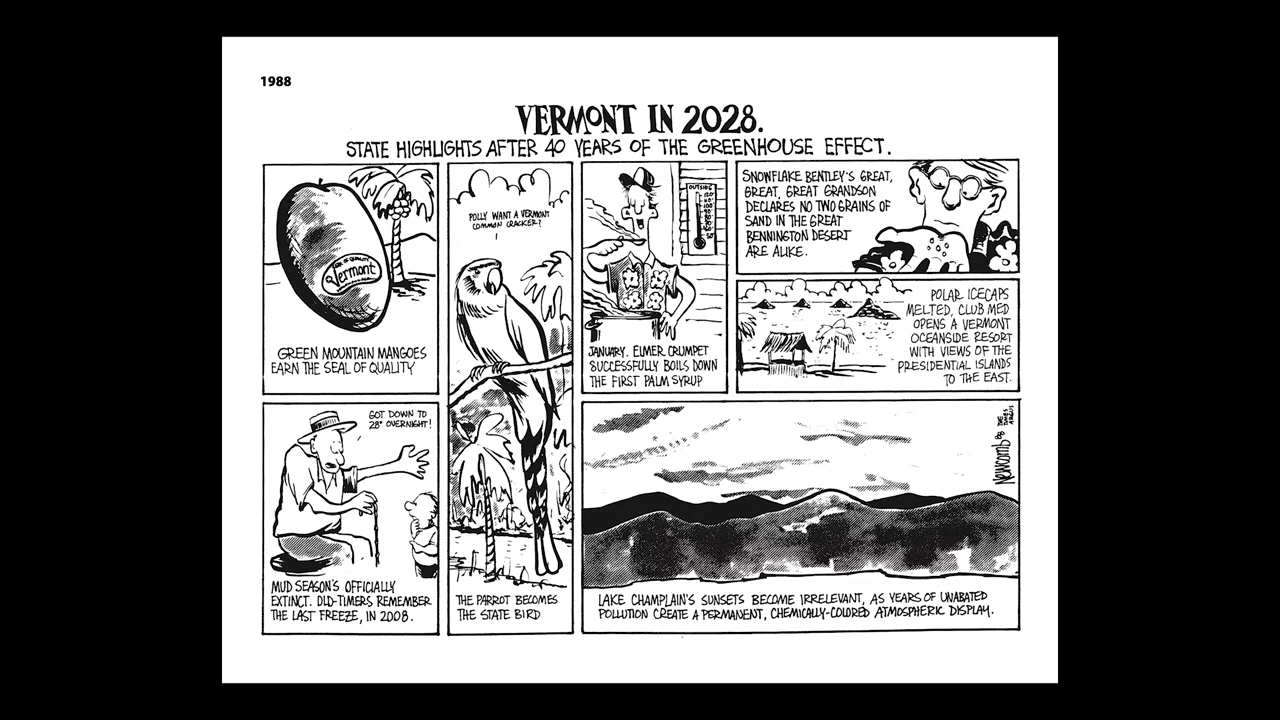 1988
VERMONT IN 2028.
STATE HIGHLIGHTS AFTER 40 YEARS OF THE GREENHOUSE EFFECT.
OF QUALITY
Vermont
GREEN MOUNTAIN MANGOES
EARN THE SEAL OF QUALITY
POLLY WANT A VERMONT
COMMON CRACKER?
THE PARROT BECOMES
THE STATE BIRD
OUTSIDE
JANUARY. ELMER CRUMPET
SUCCESSFULLY BOILS DOWN
THE FIRST PALM SYRUP
SNOWFLAKE BENTLEY'S GREAT,
GREAT, GREAT GRANDSON
DECLARES NO TWO GRAINS OF
SAND IN THE GREAT
BENNINGTON DESERT
ARE ALIKE.
POLAR ICECAPS
MELTED, CLUB MED
OPENS A VERMONT
OCEANSIDE RESORT
WITH VIEWS OF THE
PRESIDENTIAL ISLANDS
TO THE EAST.
GOT DOWN TO
28° OVERNIGHT!
MUD SEASON'S OFFICIALLY
EXTINCT. OLD-TIMERS REMEMBER
THE LAST FREEZE, IN 2008.
Newcomb 88
THE TIMES ARGUS
LAKE CHAMPLAIN'S SUNSETS BECOME IRRELEVANT, AS YEARS OF UNABATED
POLLUTION CREATE A PERMANENT, CHEMICALLY-COLORED ATMOSPHERIC DISPLAY.